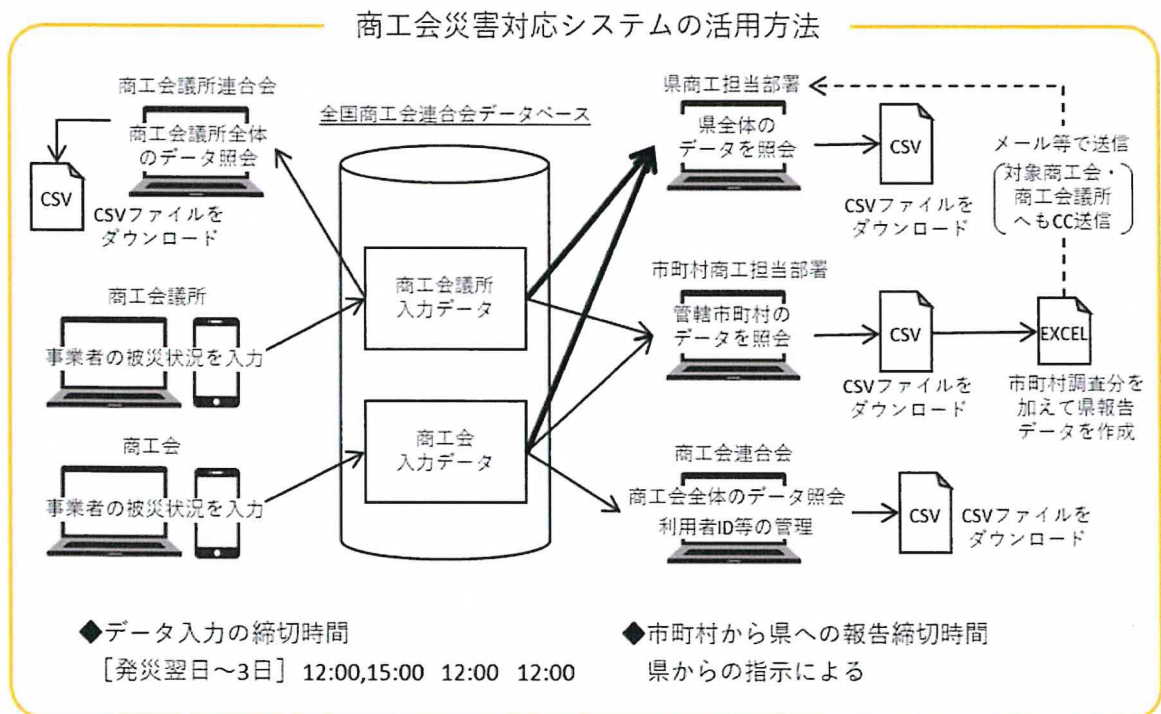 商工会災害対応システムの活用方法
商工会議所連合会
商工会議所全体
のデータ照会
CSV
CSVファイルを
ダウンロード
商工会議所
事業者の被災状況を入力
商工会
事業者の被災状況を入力
全国商工会連合会データベース
商工会議所
入力データ
商工会
入力データ
県商工担当部署
県全体の
データを照会
CSV
CSVファイルを
ダウンロード
メール等で送信
対象商工会・
商工会議所
へもCC送信
市町村商工担当部署
管轄市町村の
データを照会
CSV
CSVファイルを
ダウンロード
EXCEL
市町村調査分を
加えて県報告
データを作成
商工会連合会
商工会全体のデータ照会
利用者ID等の管理
CSV
CSVファイルを
ダウンロード
◆データ入力の締切時間
［発災翌日～3日］ 12:00,15:00 12:00 12:00
◆市町村から県への報告締切時間
県からの指示による